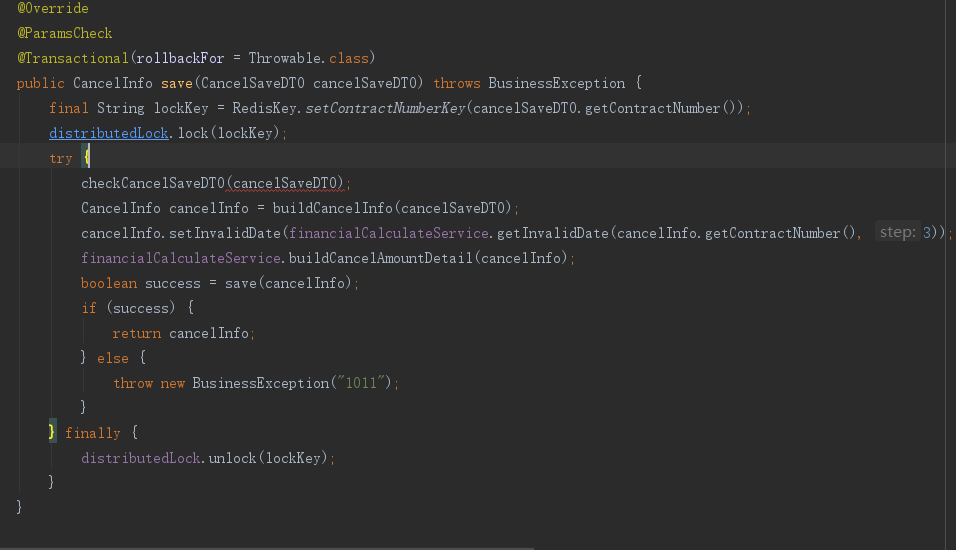 @Override
@ParamsCheck
@Transactional(rollbackFor = Throwable.class)
public CancelInfo save(CancelSaveDTO cancelSaveDTO) throws BusinessException {
final String lockKey = RedisKey.setContractNumberKey(cancelSaveDTO.getContractNumber());
distributedLock.lock(lockKey);
try {
checkCancelSaveDTO(cancelSaveDTO);
CancelInfo cancelInfo = buildCancelInfo(cancelSaveDTO);
cancelInfo.setInvalidDate(financialCalculateService.getInvalidDate(cancelInfo.getContractNumber(), step: 3));
financialCalculateService.buildCancelAmountDetail(cancelInfo);
boolean success = save(cancelInfo);
if (success) {
return cancelInfo;
} else {
throw new BusinessException("1011");
}
} finally {
distributedLock.unlock(lockKey);
}
}